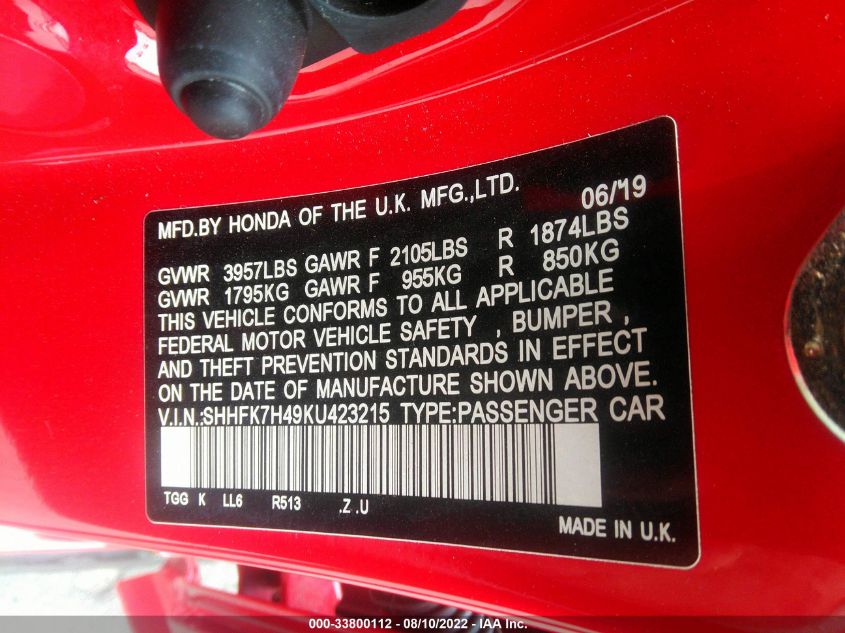 MFD.BY HONDA OF THE U.K. MFG.,LTD. 06/19
GVWR 3957LBS GAWR F 2105LBS R 1874LBS
GVWR 1795KG GAWR F 955KG R 850KG
THIS VEHICLE CONFORMS TO ALL APPLICABLE
FEDERAL MOTOR VEHICLE SAFETY , BUMPER ,
AND THEFT PREVENTION STANDARDS IN EFFECT
ON THE DATE OF MANUFACTURE SHOWN ABOVE.
V.I.N.:SHHFK7H49KU423215 TYPE:PASSENGER CAR
TGG K LL6 R513 .Z .U
MADE IN U.K.
000-33800112 - 08/10/2022 - IAA Inc.